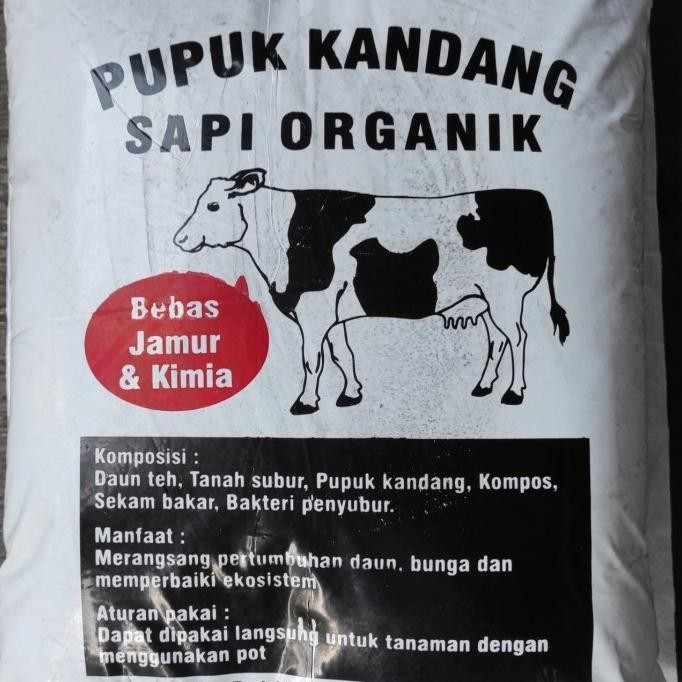 PUPUK KANDANG
SAPI ORGANIK
Bebas
Jamur
& Kimia
Komposisi :
Daun teh, Tanah subur, Pupuk kandang, Kompos,
Sekam bakar, Bakteri penyubur.
Manfaat :
Merangsang pertumbuhan daun, bunga dan
memperbaiki ekosistem
Aturan pakai :
Dapat dipakai langsung untuk tanaman dengan
menggunakan pot